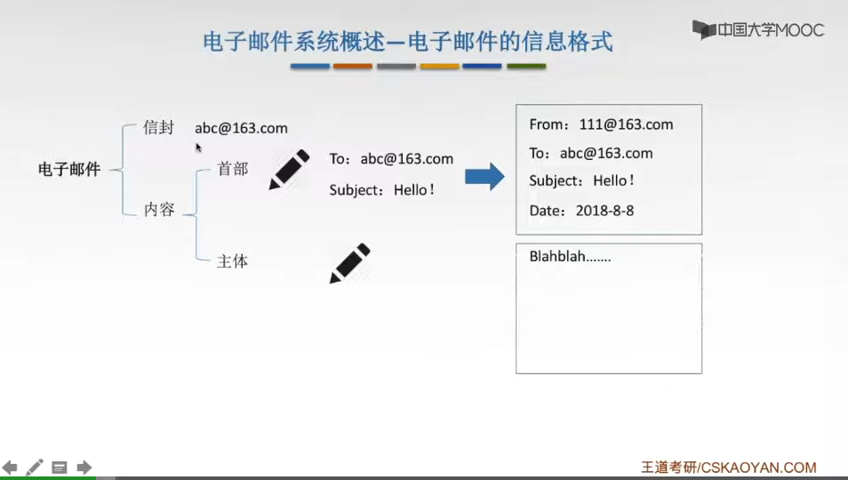 中国大学MOOC
电子邮件系统概述—电子邮件的信息格式
电子邮件
信封 abc@163.com
内容
首部
主体
To：abc@163.com
Subject：Hello！
From：111@163.com
To：abc@163.com
Subject：Hello！
Date：2018-8-8
Blahblah.......
王道考研/CSKAOYAN.COM